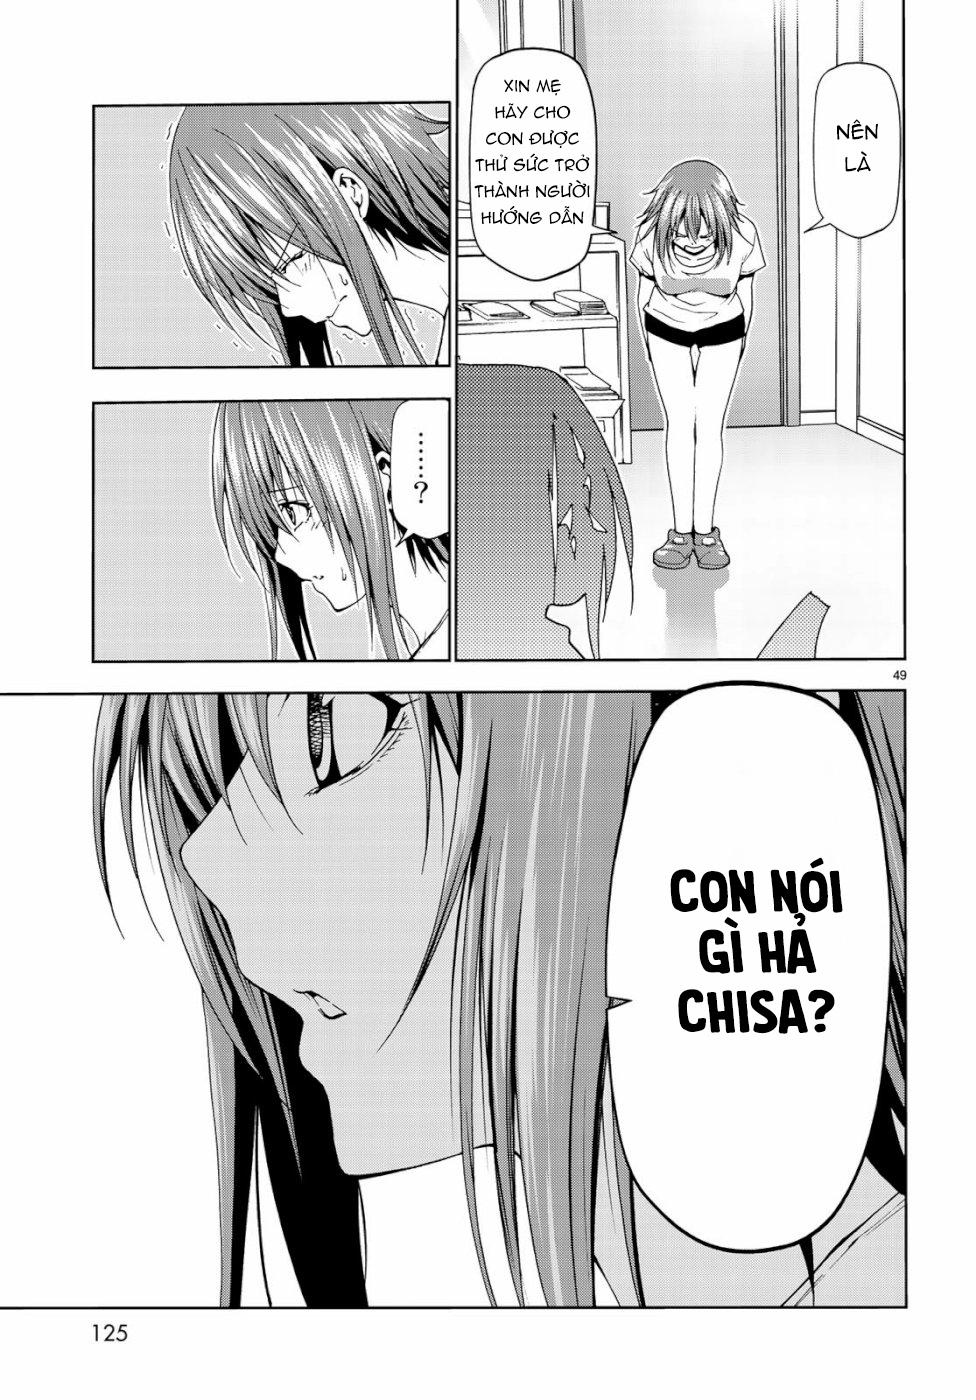 NÊN
LÀ
XIN MẸ
HÃY CHO
CON ĐƯỢC
THỬ SỨC TRỞ
THÀNH NGƯỜI
HƯỚNG DẪN
......?
49
CON NÓI
GÌ HẢ
CHISA?
125